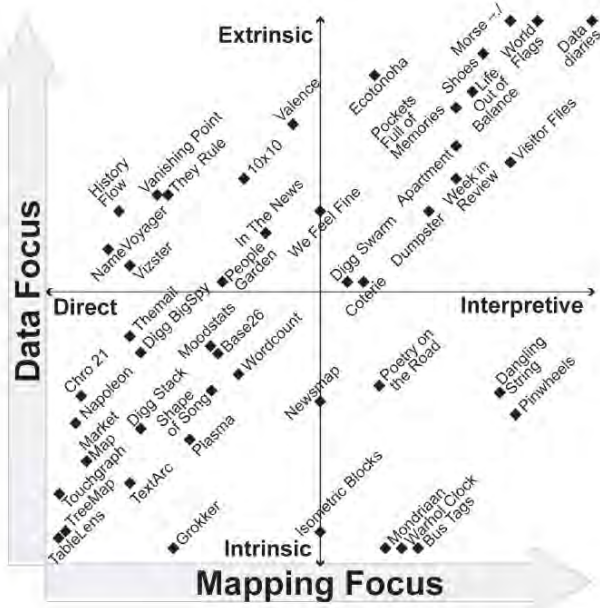 Extrinsic
Morse -../
World
Flags
Data
diaries
Shoes
Life
Out of
Balance
Ecotonoha
Pockets
Full of
Memories
Valence
Visitor Files
Vanishing Point
They Rule
10x10
Apartment
Week in
Review
History
Flow
In The News
We Feel Fine
Dumpster
NameVoyager
Vizster
People
Garden
Digg Swarm
Coterie
Direct
Interpretive
Data Focus
Themail
Digg BigSpy
Moodstats
Base26
Wordcount
Newsmap
Poetry on
the Road
Dangling
String
Pinwheels
Chro 21
Napoleon
Market
Map
Digg Stack
Shape
of Song
Plasma
Touchgraph
TreeMap
TableLens
TextArc
Grokker
Isometric Blocks
Mondriaan
Warhol Clock
Bus Tags
Intrinsic
Mapping Focus